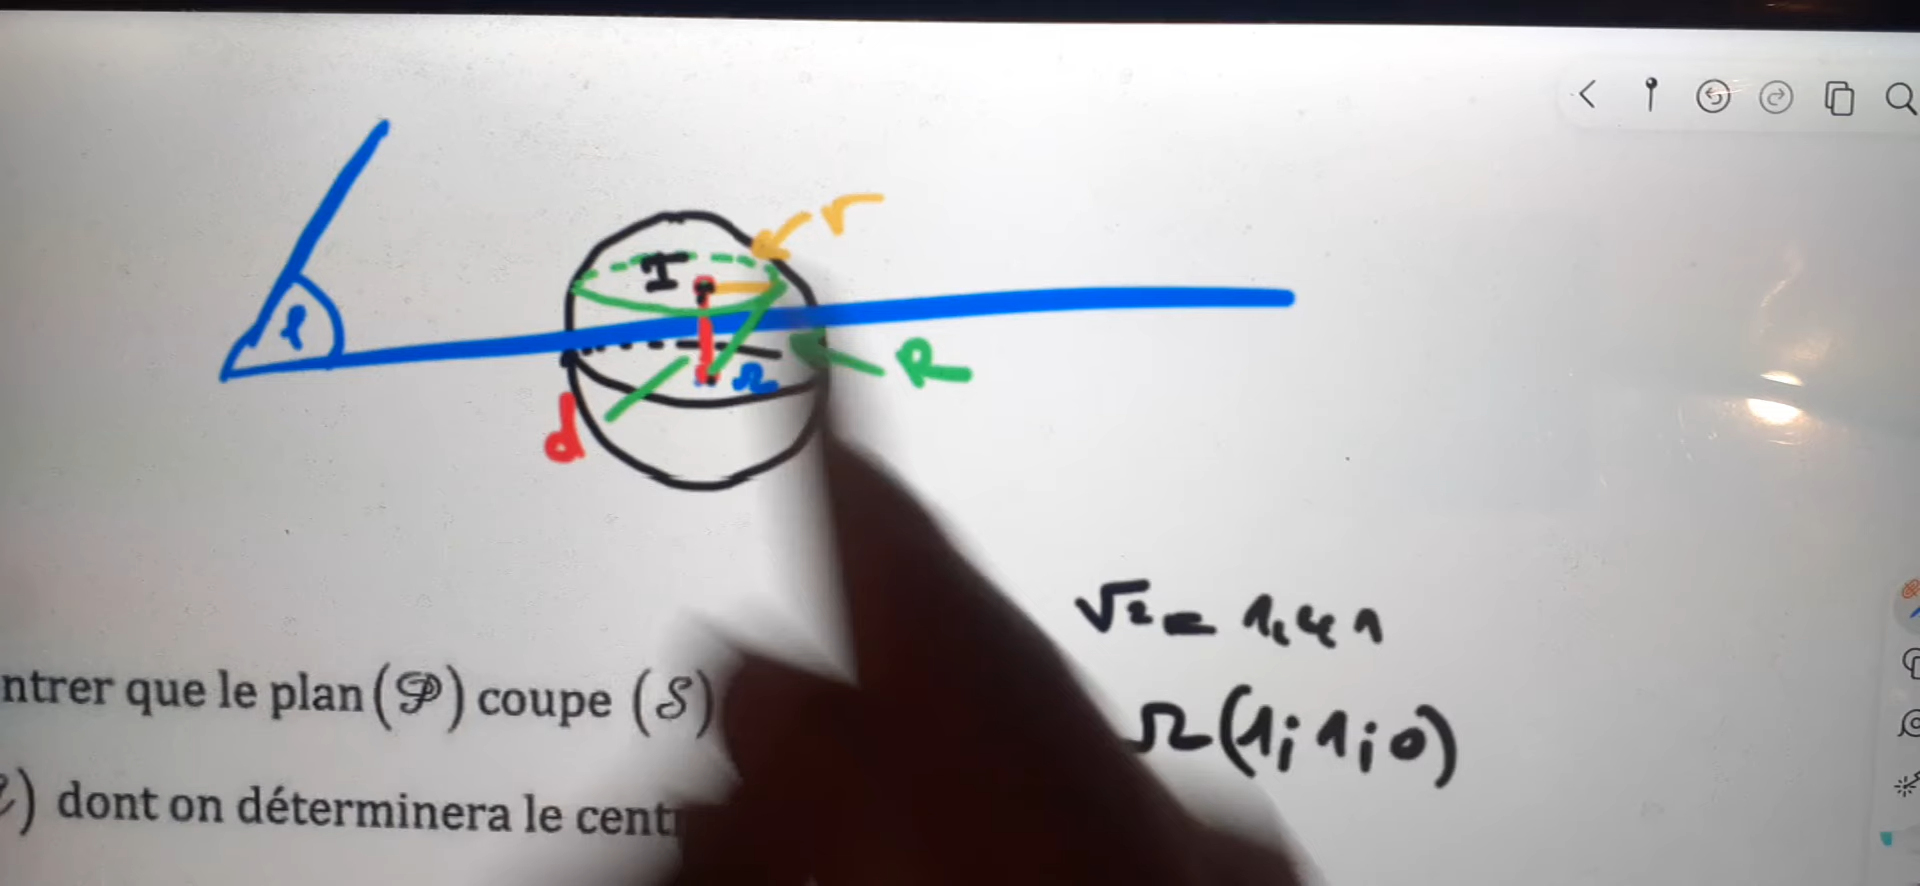 r
I
R
Ω
d
√2 = 1,41
Ω(1;1;0)
ntrer que le plan (𝒫) coupe (𝒮)
) dont on déterminera le cent